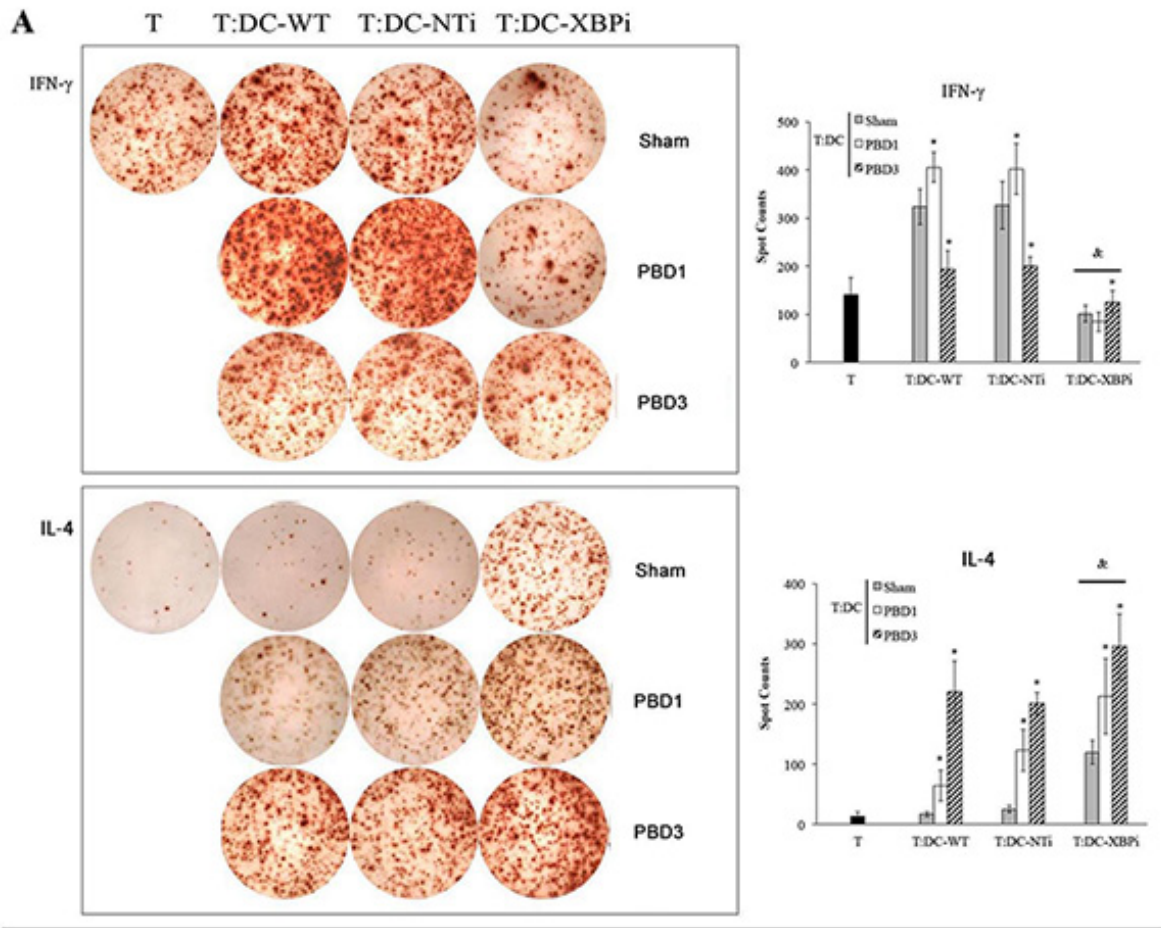 A
T T:DC-WT T:DC-NTi T:DC-XBPi
IFN-γ
Sham
PBD1
PBD3
IFN-γ
T:DC
Sham
PBD1
PBD3
Spot Counts
500
400
300
200
100
0
* * * * & *
T T:DC-WT T:DC-NTi T:DC-XBPi
IL-4
Sham
PBD1
PBD3
IL-4
T:DC
Sham
PBD1
PBD3
Spot Counts
400
300
200
100
0
* * * * & * *
T T:DC-WT T:DC-NTi T:DC-XBPi